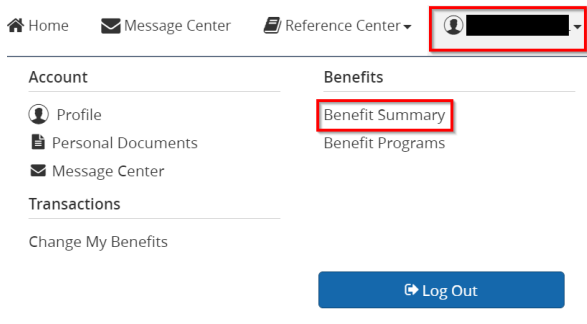 Home Message Center Reference Center
Account
Profile
Personal Documents
Message Center
Transactions
Change My Benefits
Benefits
Benefit Summary
Benefit Programs
Log Out